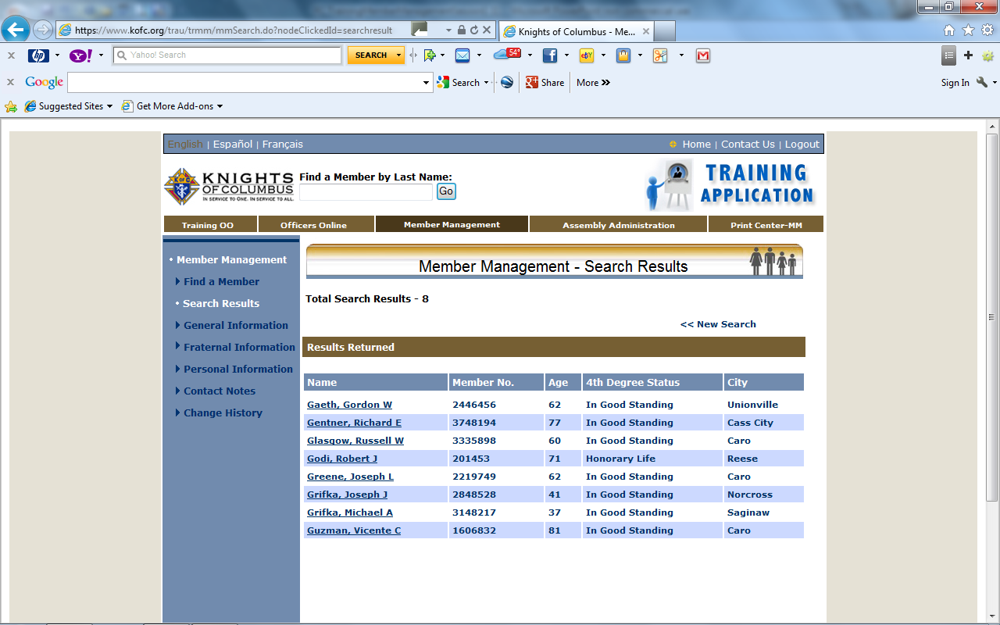 https://www.kofc.org/trau/trmm/mmSearch.do?nodeClickedId=searchresult
Knights of Columbus - Me...
Yahoo! Search SEARCH 54° f
Google Search Share More >> Sign In
Suggested Sites Get More Add-ons
English | Español | Français Home | Contact Us | Logout
KNIGHTS OF COLUMBUS
IN SERVICE TO ONE. IN SERVICE TO ALL.
Find a Member by Last Name:
Go
TRAINING
APPLICATION
Training OO Officers Online Member Management Assembly Administration Print Center-MM
Member Management
Find a Member
Search Results
General Information
Fraternal Information
Personal Information
Contact Notes
Change History
Member Management - Search Results
Total Search Results - 8
<< New Search
Results Returned
Name Member No. Age 4th Degree Status City
Gaeth, Gordon W 2446456 62 In Good Standing Unionville
Gentner, Richard E 3748194 77 In Good Standing Cass City
Glasgow, Russell W 3335898 60 In Good Standing Caro
Godi, Robert J 201453 71 Honorary Life Reese
Greene, Joseph L 2219749 62 In Good Standing Caro
Grifka, Joseph J 2848528 41 In Good Standing Norcross
Grifka, Michael A 3148217 37 In Good Standing Saginaw
Guzman, Vicente C 1606832 81 In Good Standing Caro